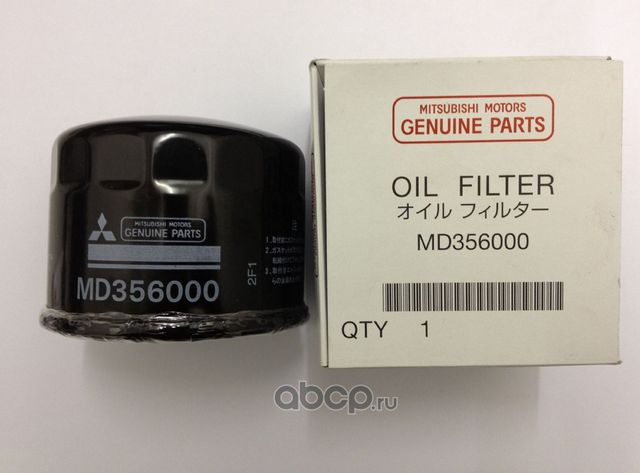 MITSUBISHI MOTORS
GENUINE PARTS
MD356000
2F1
MITSUBISHI MOTORS
GENUINE PARTS
OIL FILTER
オイル フィルター
MD356000
QTY 1
abcp.ru